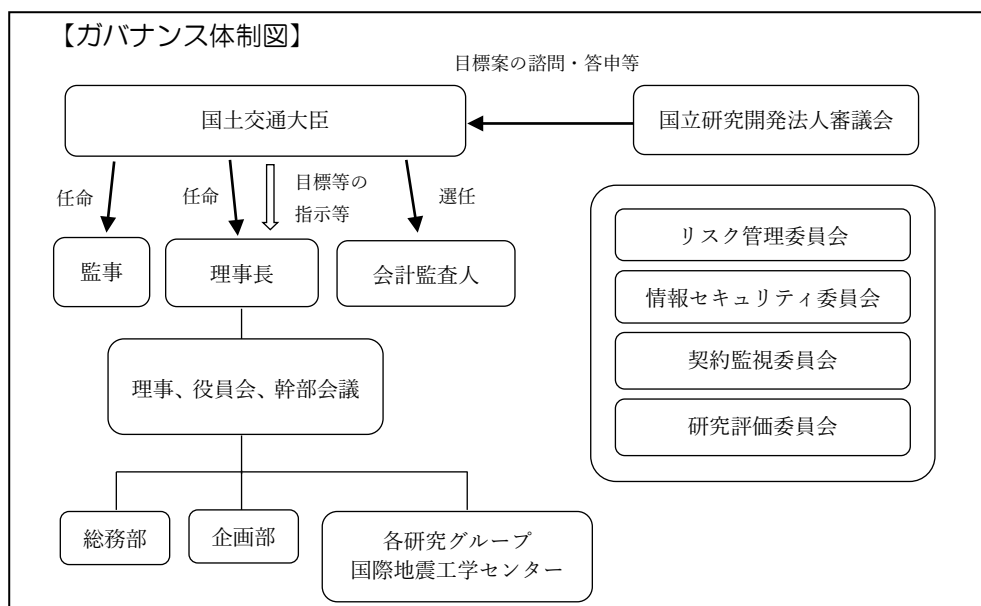 【ガバナンス体制図】
目標案の諮問・答申等
国土交通大臣
国立研究開発法人審議会
任命
任命
目標等の
指示等
選任
監事
理事長
会計監査人
リスク管理委員会
情報セキュリティ委員会
契約監視委員会
研究評価委員会
理事、役員会、幹部会議
総務部
企画部
各研究グループ
国際地震工学センター